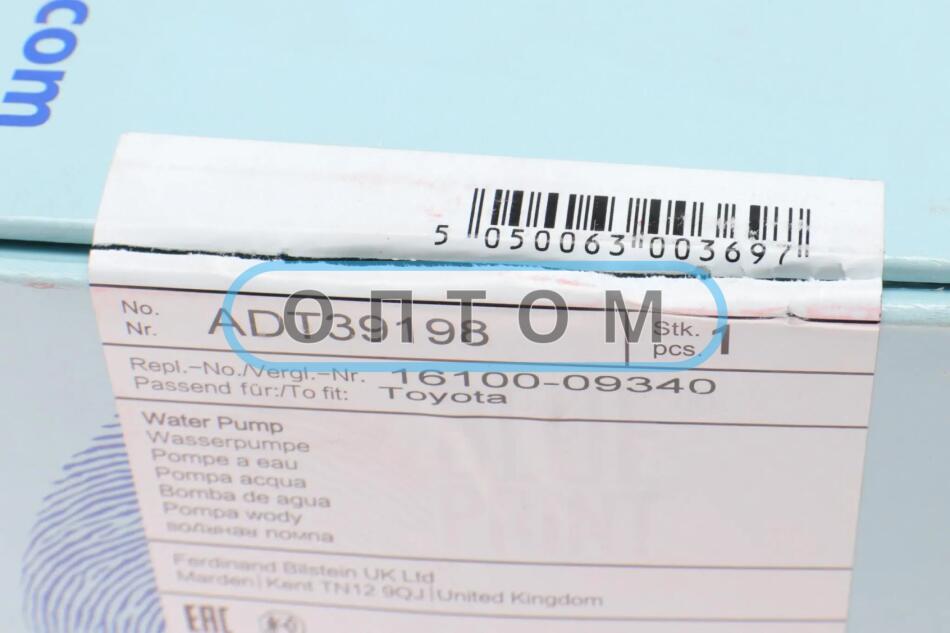 com
5 050063 003697
ОПТОМ
No.
Nr. ADT39198 Stk.
pcs. 1
Repl.-No./Vergl.-Nr. 16100-09340
Passend für:/To fit: Toyota
Water Pump
Wasserpumpe
Pompe a eau
Pompa acqua
Bomba de agua
Pompa wody
водяная помпа
Ferdinand Bilstein UK Ltd
Marden|Kent TN12 9QJ|United Kingdom
EAC